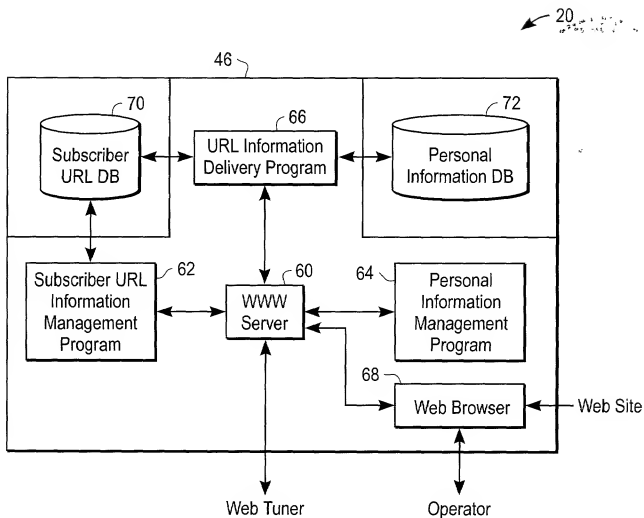 20
46
70
Subscriber
URL DB
66
URL Information
Delivery Program
72
Personal
Information DB
62
Subscriber URL
Information
Management
Program
60
WWW
Server
64
Personal
Information
Management
Program
68
Web Browser
Web Site
Web Tuner
Operator